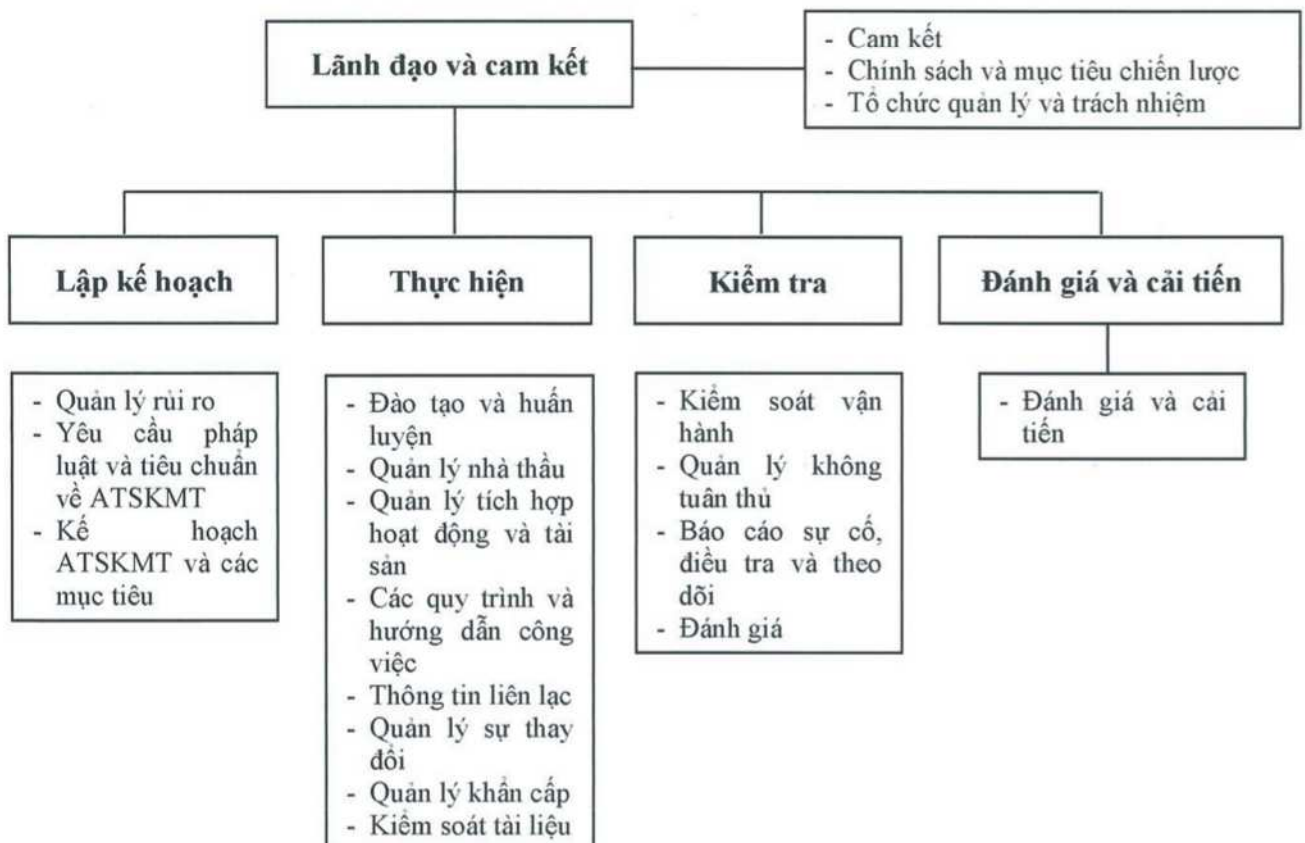 Lãnh đạo và cam kết
- Cam kết
- Chính sách và mục tiêu chiến lược
- Tổ chức quản lý và trách nhiệm
Lập kế hoạch
Thực hiện
Kiểm tra
Đánh giá và cải tiến
- Quản lý rủi ro
- Yêu cầu pháp
luật và tiêu chuẩn
về ATSKMT
- Kế hoạch
ATSKMT và các
mục tiêu
- Đào tạo và huấn
luyện
- Quản lý nhà thầu
- Quản lý tích hợp
hoạt động và tài
sản
- Các quy trình và
hướng dẫn công
việc
- Thông tin liên lạc
- Quản lý sự thay
đổi
- Quản lý khẩn cấp
- Kiểm soát tài liệu
- Kiểm soát vận
hành
- Quản lý không
tuân thủ
- Báo cáo sự cố,
điều tra và theo
dõi
- Đánh giá
- Đánh giá và cải
tiến